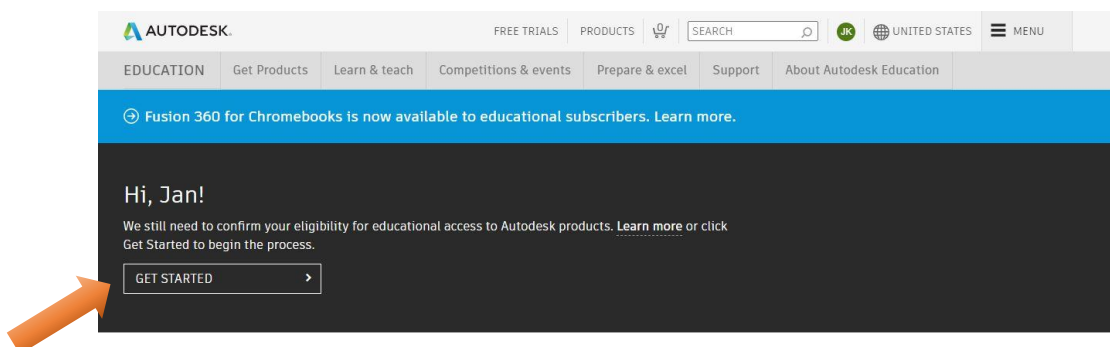 AUTODESK. FREE TRIALS PRODUCTS SEARCH JK UNITED STATES MENU
EDUCATION Get Products Learn & teach Competitions & events Prepare & excel Support About Autodesk Education
Fusion 360 for Chromebooks is now available to educational subscribers. Learn more.
Hi, Jan!
We still need to confirm your eligibility for educational access to Autodesk products. Learn more or click
Get Started to begin the process.
GET STARTED